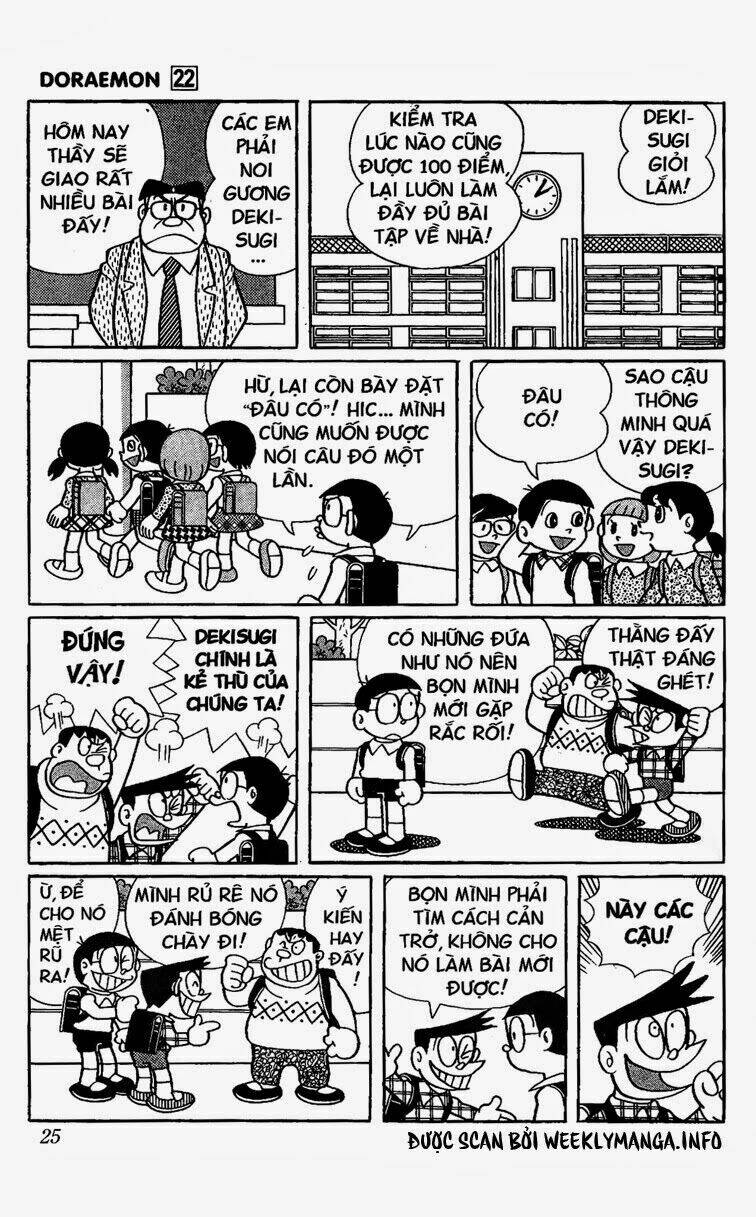 DORAEMON 22
DEKI-
SUGI
GIỎI
LẮM!
KIỂM TRA
LÚC NÀO CŨNG
ĐƯỢC 100 ĐIỂM,
LẠI LUÔN LÀM
ĐẦY ĐỦ BÀI
TẬP VỀ NHÀ!
CÁC EM
PHẢI
NOI
GƯƠNG
DEKI-
SUGI
...
HÔM NAY
THẦY SẼ
GIAO RẤT
NHIỀU BÀI
ĐẤY!
SAO CẬU
THÔNG
MINH QUÁ
VẬY DEKI-
SUGI?
ĐÂU
CÓ!
HỪ, LẠI CÒN BÀY ĐẶT
“ĐÂU CÓ”! HIC... MÌNH
CŨNG MUỐN ĐƯỢC
NÓI CÂU ĐÓ MỘT
LẦN.
THẰNG ĐẤY
THẬT ĐÁNG
GHÉT!
CÓ NHỮNG ĐỨA
NHƯ NÓ NÊN
BỌN MÌNH
MỚI GẶP
RẮC RỐI!
DEKISUGI
CHÍNH LÀ
KẺ THÙ CỦA
CHÚNG TA!
ĐÚNG
VẬY!
NÀY CÁC
CẬU!
BỌN MÌNH PHẢI
TÌM CÁCH CẢN
TRỞ, KHÔNG CHO
NÓ LÀM BÀI MỚI
ĐƯỢC!
Ý
KIẾN
HAY
ĐẤY
!
MÌNH RỦ RÊ NÓ
ĐÁNH BÓNG
CHÀY ĐI!
Ừ, ĐỂ
CHO NÓ
MỆT
RŨ
RA!
25
ĐƯỢC SCAN BỞI WEEKLYMANGA.INFO